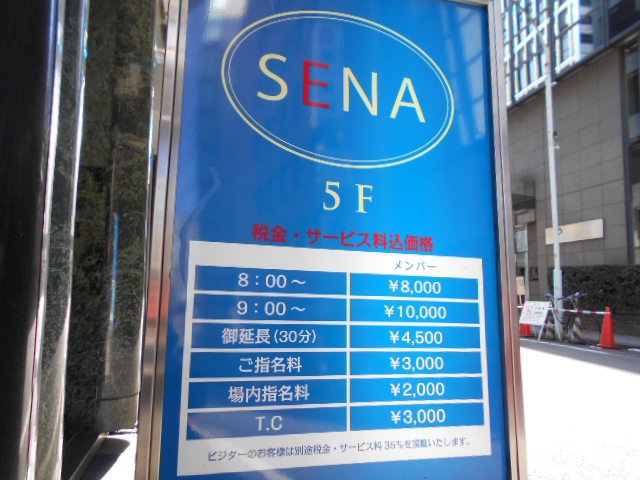 SENA
5F
税金・サービス料込価格
メンバー
8：00～ ¥8,000
9：00～ ¥10,000
御延長（30分） ¥4,500
ご指名料 ¥3,000
場内指名料 ¥2,000
T.C ¥3,000
ビジターのお客様は別途税金・サービス料35%を頂戴いたします。